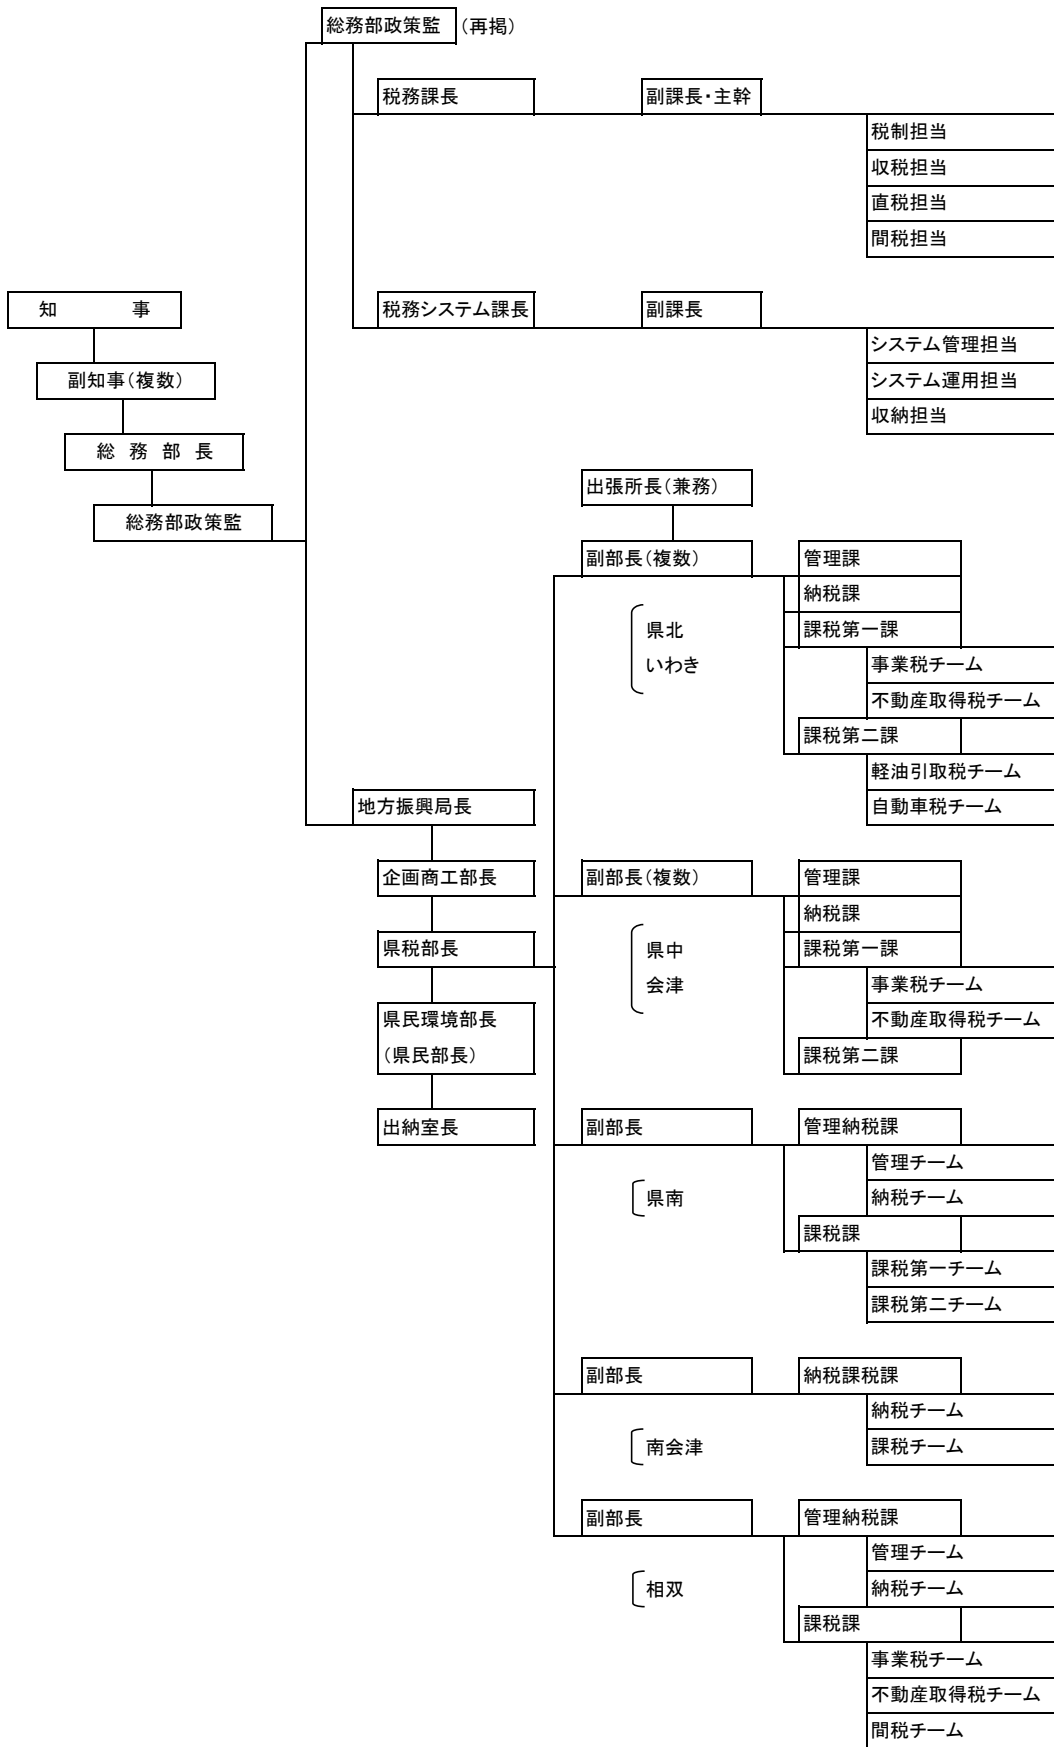 総務部政策監 (再掲)
税務課長 副課長・主幹
税制担当
収税担当
直税担当
間税担当
知 事 税務システム課長 副課長
システム管理担当
副知事(複数) システム運用担当
収納担当
総 務 部 長
出張所長(兼務)
総務部政策監
副部長(複数) 管理課
納税課
県北 課税第一課
いわき 事業税チーム
不動産取得税チーム
課税第二課
軽油引取税チーム
地方振興局長 自動車税チーム
企画商工部長 副部長(複数) 管理課
納税課
県税部長 県中 課税第一課
会津 事業税チーム
県民環境部長 不動産取得税チーム
(県民部長) 課税第二課
出納室長 副部長 管理納税課
管理チーム
県南 納税チーム
課税課
課税第一チーム
課税第二チーム
副部長 納税課税課
納税チーム
南会津 課税チーム
副部長 管理納税課
管理チーム
相双 納税チーム
課税課
事業税チーム
不動産取得税チーム
間税チーム